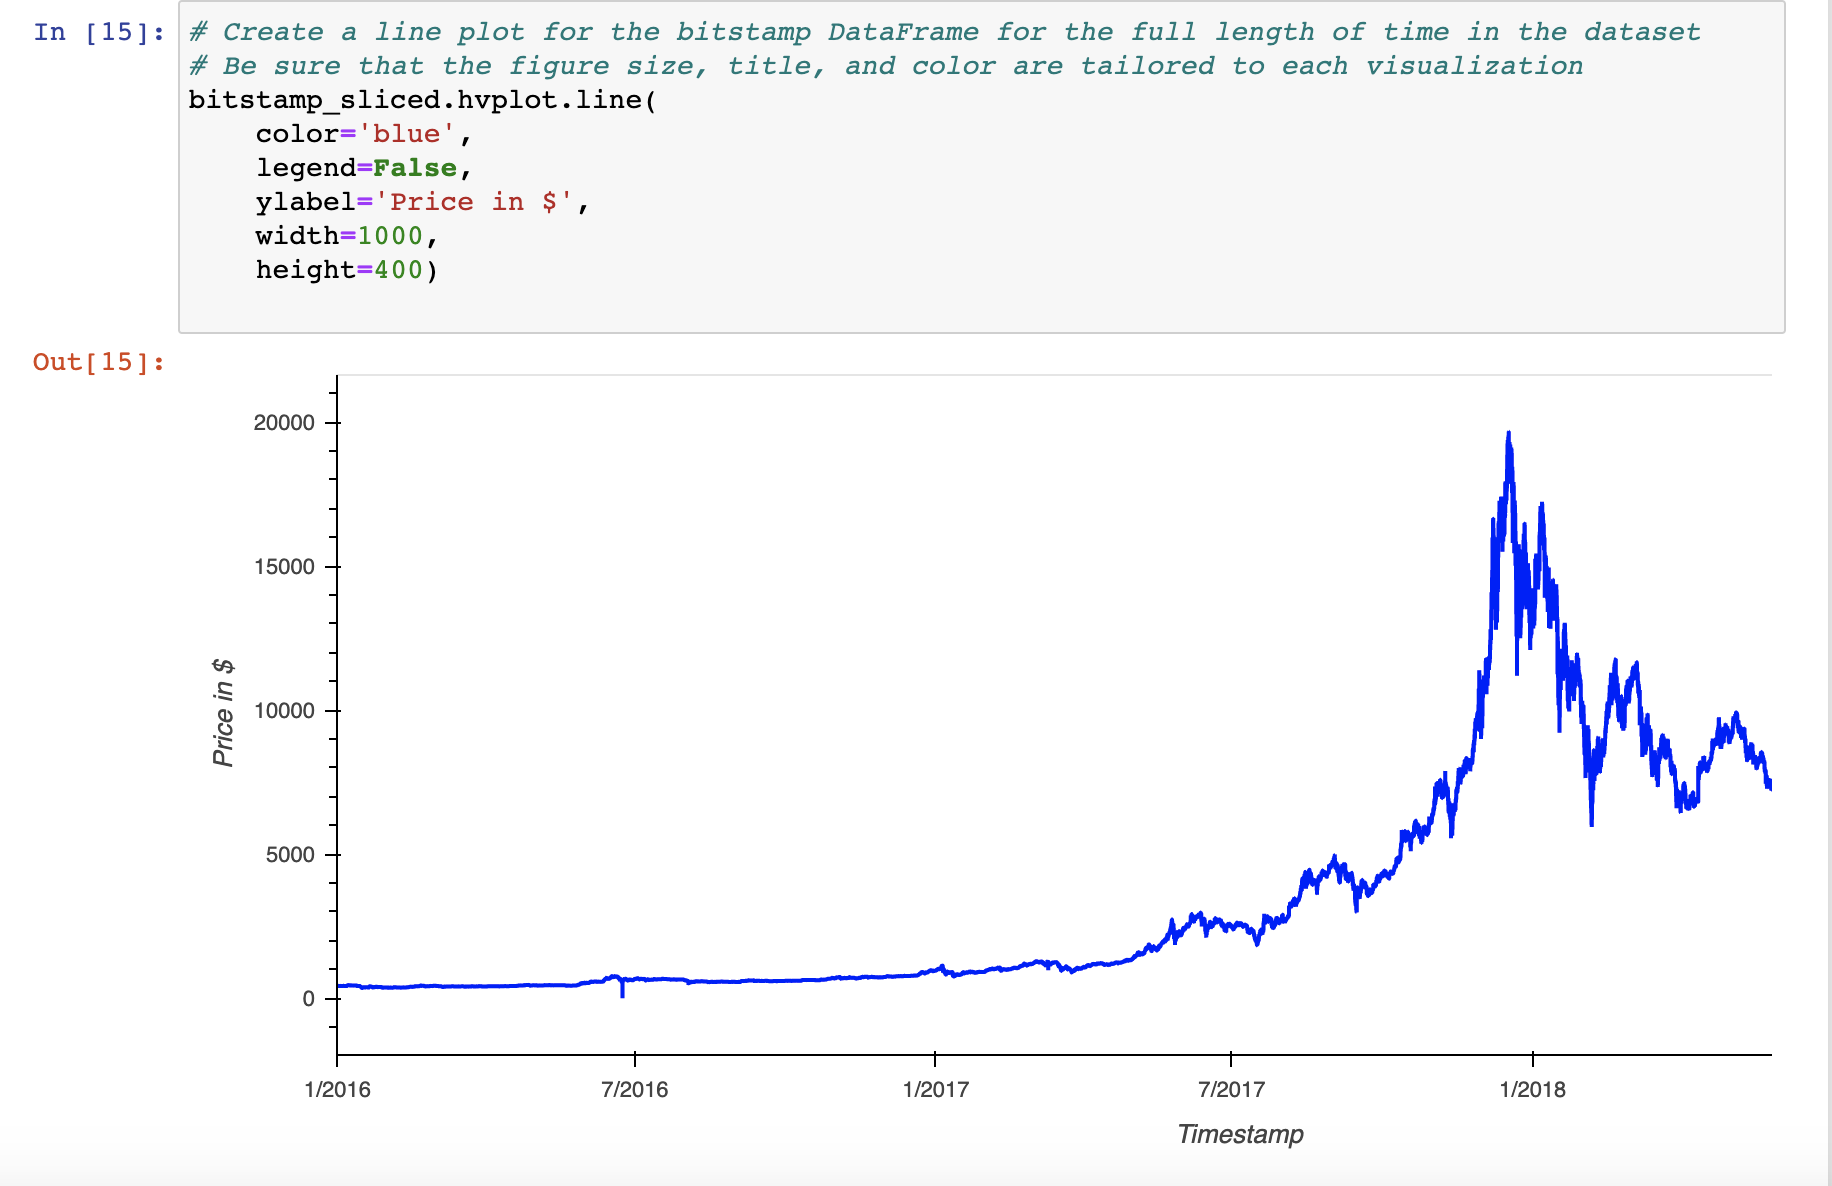 In [15]:
# Create a line plot for the bitstamp DataFrame for the full length of time in the dataset
# Be sure that the figure size, title, and color are tailored to each visualization
bitstamp_sliced.hvplot.line(
    color='blue',
    legend=False,
    ylabel='Price in $',
    width=1000,
    height=400)
Out[15]:
20000
15000
10000
5000
0
Price in $
1/2016 7/2016 1/2017 7/2017 1/2018
Timestamp